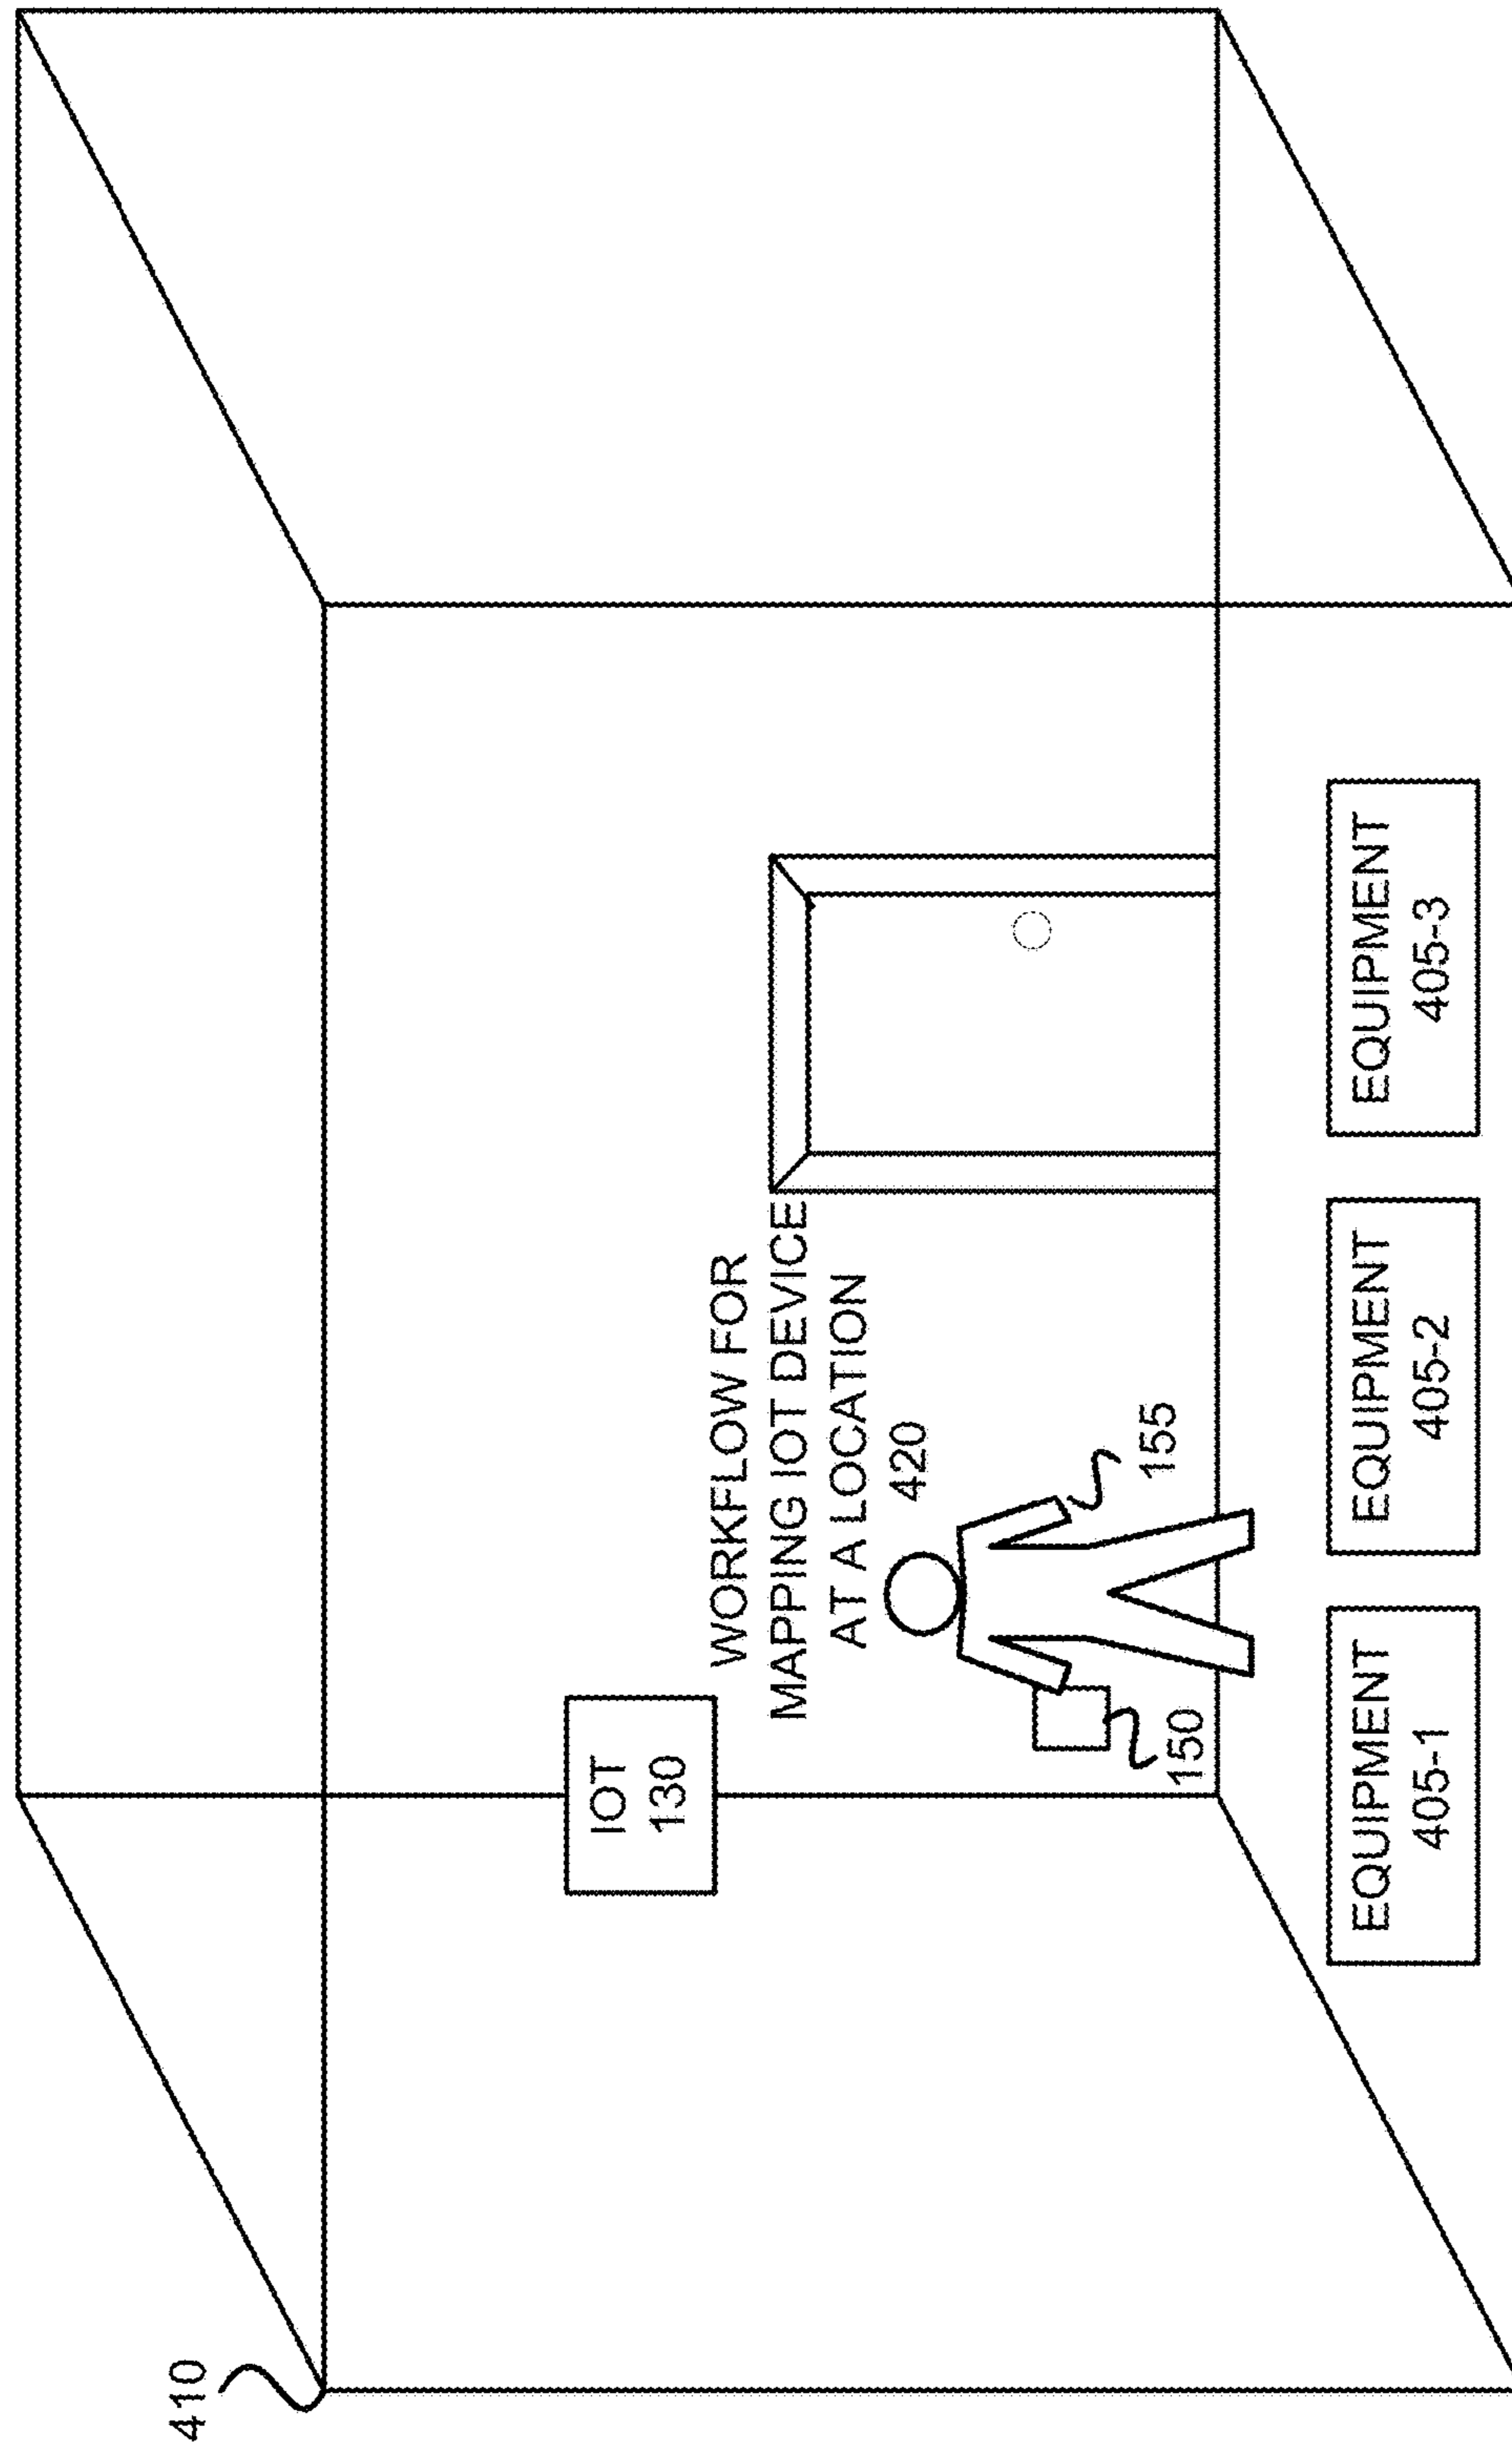 410
IOT
130
WORKFLOW FOR
MAPPING IOT DEVICE
AT A LOCATION
420
155
150
EQUIPMENT
405-1
EQUIPMENT
405-2
EQUIPMENT
405-3